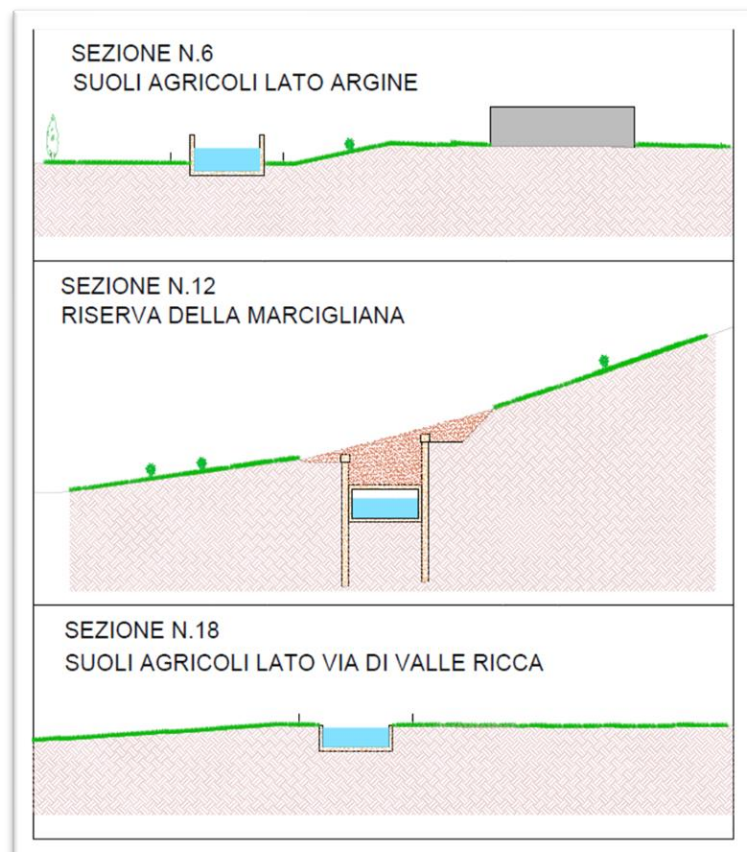 SEZIONE N.6
SUOLI AGRICOLI LATO ARGINE
SEZIONE N.12
RISERVA DELLA MARCIGLIANA
SEZIONE N.18
SUOLI AGRICOLI LATO VIA DI VALLE RICCA